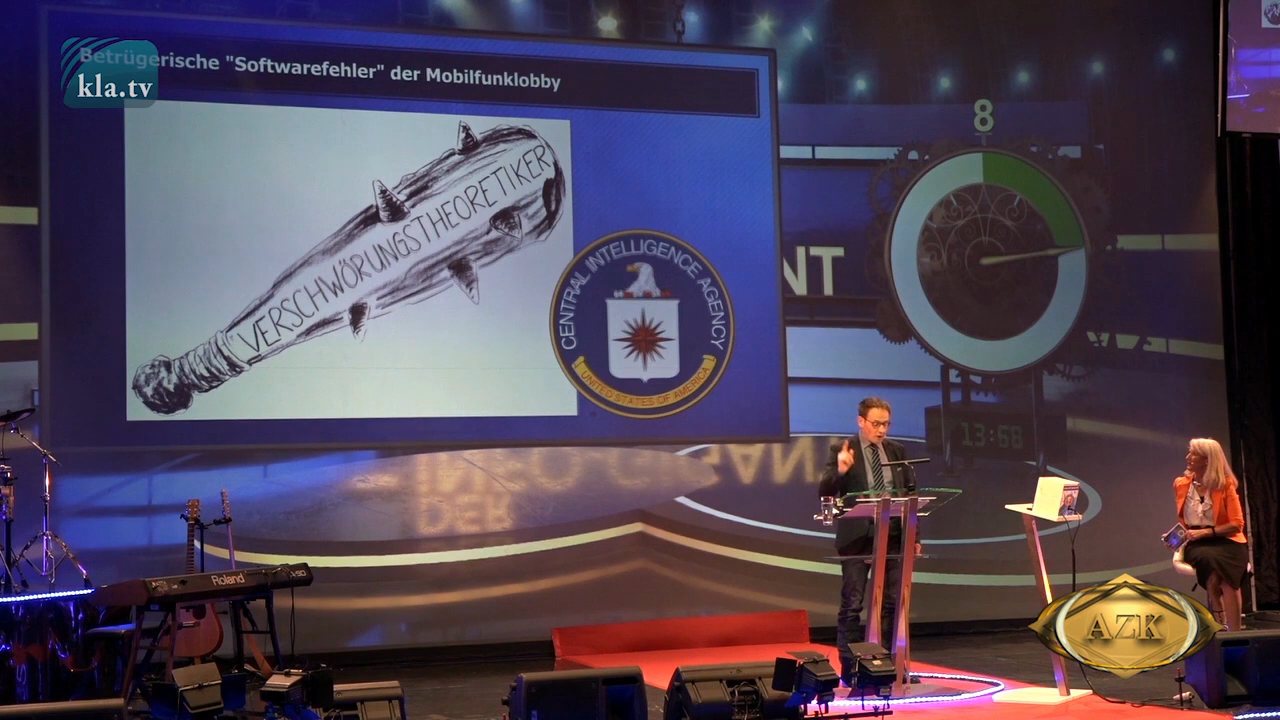 Betrügerische "Softwarefehler" der Mobilfunklobby
kla.tv
VERSCHWÖRUNGSTHEORETIKER
CENTRAL INTELLIGENCE AGENCY
UNITED STATES OF AMERICA
8
NT
13:58
Roland
AZK